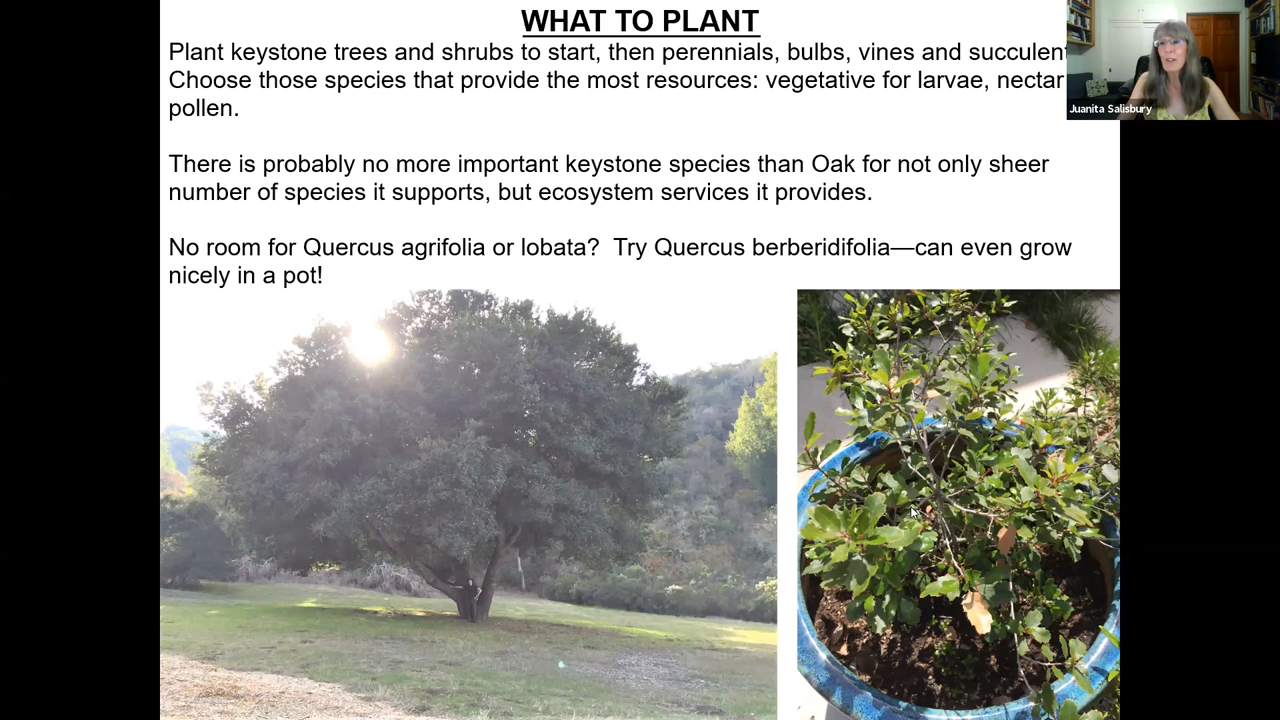 WHAT TO PLANT
Plant keystone trees and shrubs to start, then perennials, bulbs, vines and succulent
Choose those species that provide the most resources: vegetative for larvae, nectar
pollen.
There is probably no more important keystone species than Oak for not only sheer
number of species it supports, but ecosystem services it provides.
No room for Quercus agrifolia or lobata?  Try Quercus berberidifolia—can even grow
nicely in a pot!
Juanita Salisbury